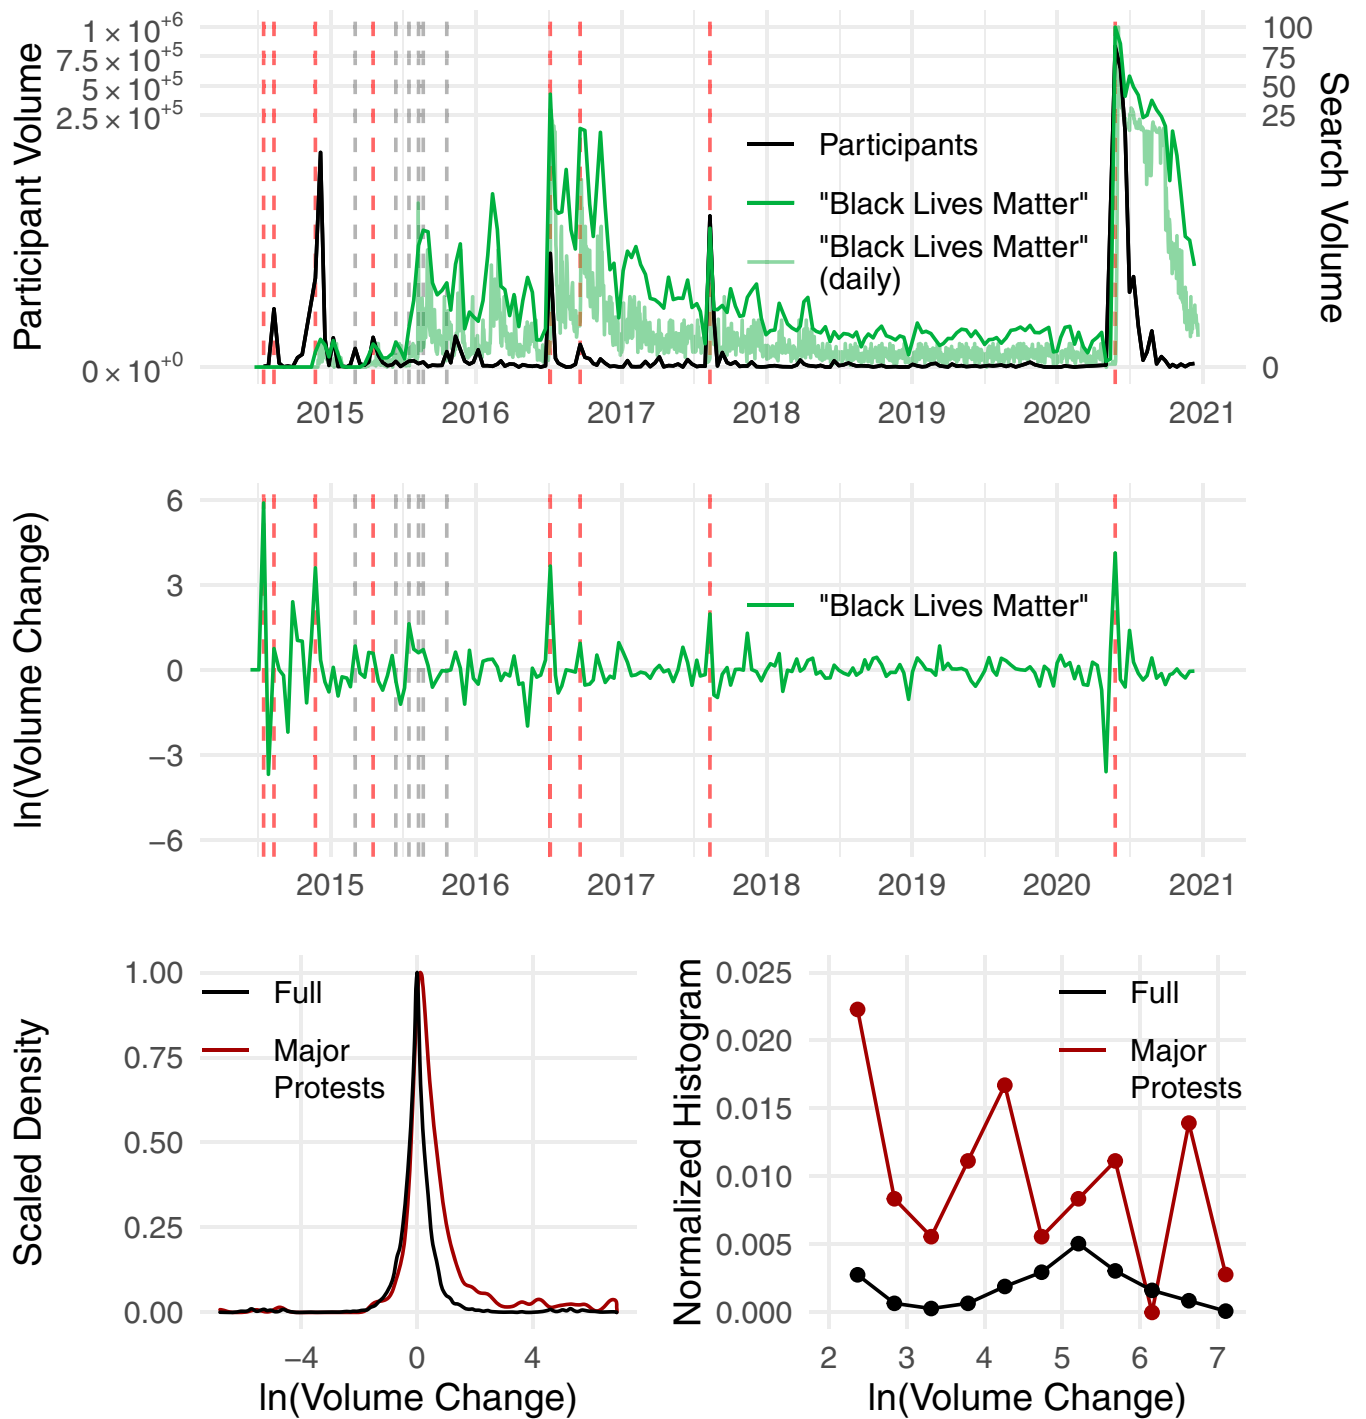 Participant Volume
1 × 10+6
7.5 × 10+5
5 × 10+5
2.5 × 10+5
0 × 10+0
100
75
50
25
0
Search Volume
Participants
"Black Lives Matter"
"Black Lives Matter"
(daily)
2015 2016 2017 2018 2019 2020 2021
ln(Volume Change)
6
3
0
−3
−6
"Black Lives Matter"
2015 2016 2017 2018 2019 2020 2021
Scaled Density
1.00
0.75
0.50
0.25
0.00
Full
Major
Protests
−4 0 4
ln(Volume Change)
Normalized Histogram
0.025
0.020
0.015
0.010
0.005
0.000
Full
Major
Protests
2 3 4 5 6 7
ln(Volume Change)